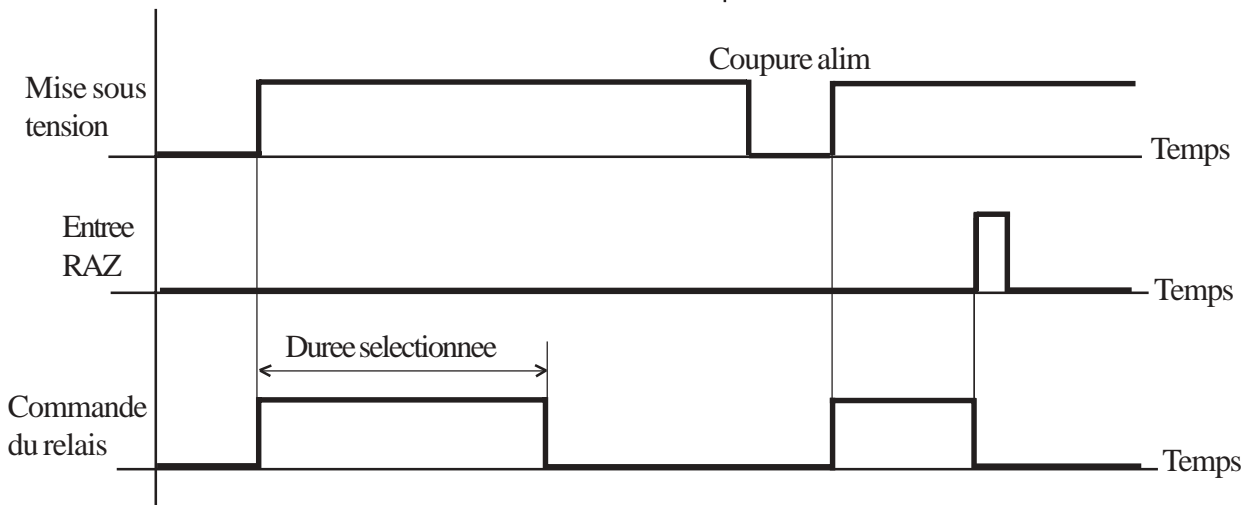 Coupure alim
Mise sous
tension
Temps
Entree
RAZ
Temps
Duree selectionnee
Commande
du relais
Temps